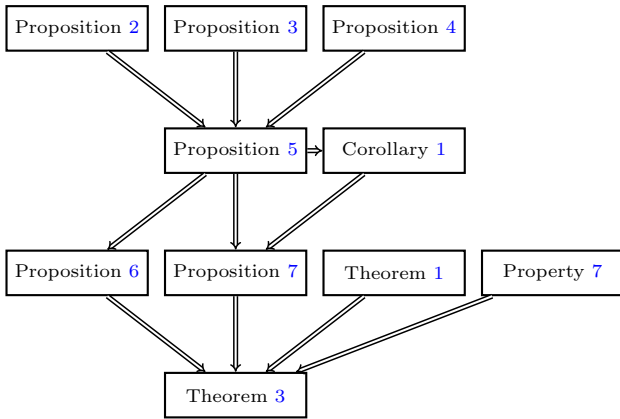 Proposition 2
Proposition 3
Proposition 4
Proposition 5
Corollary 1
Proposition 6
Proposition 7
Theorem 1
Property 7
Theorem 3